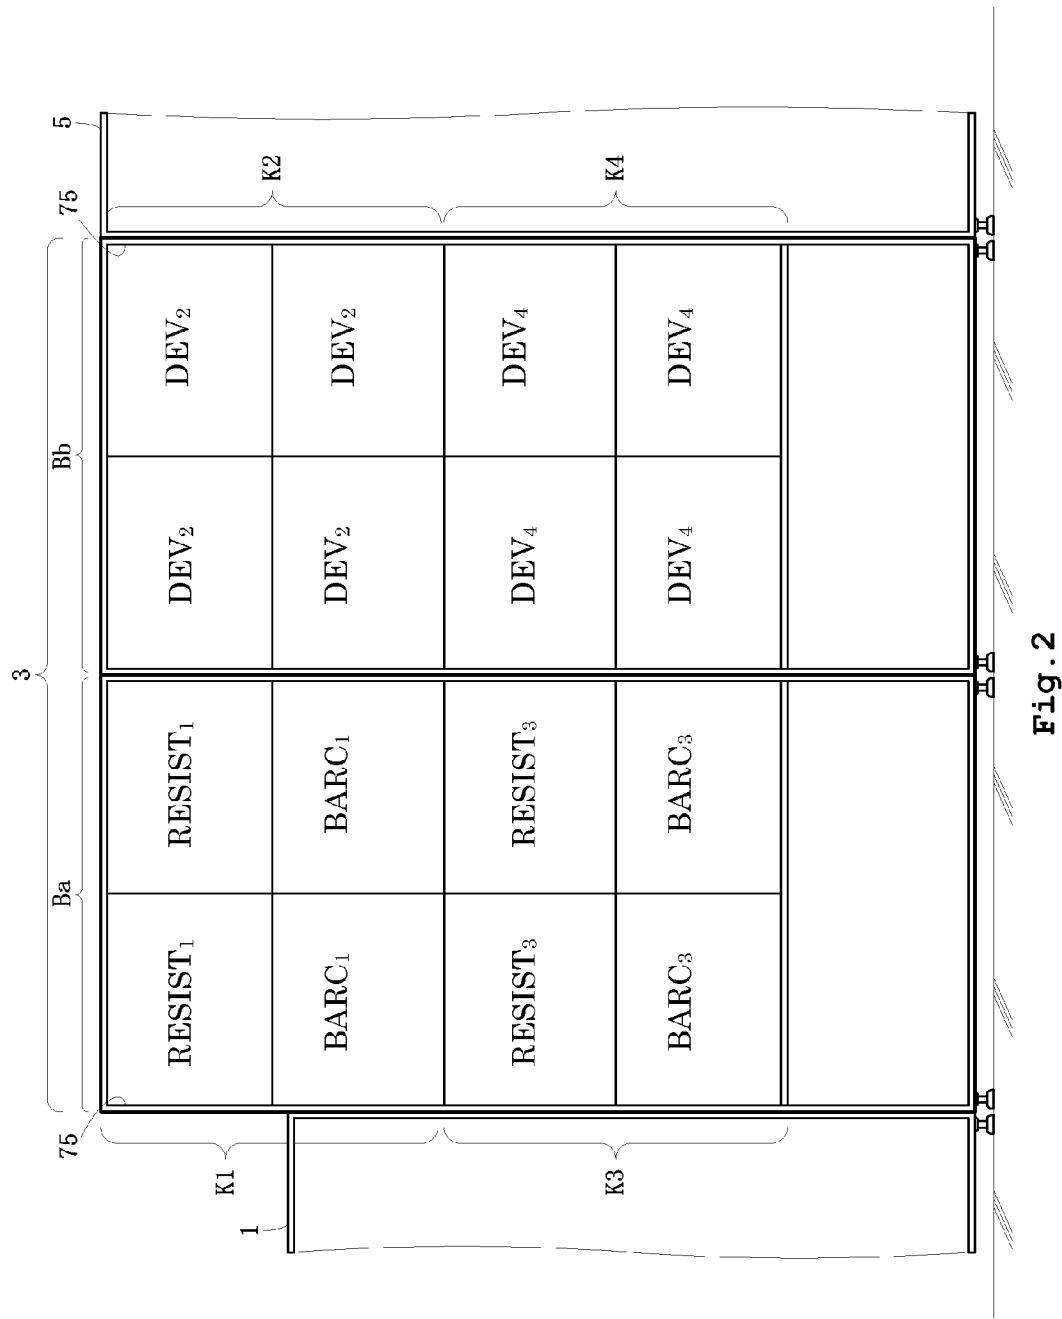 3
75 Ba Bb 75 5
RESIST₁ RESIST₁ DEV₂ DEV₂
K1 K2
1
BARC₁ BARC₁ DEV₂ DEV₂
RESIST₃ RESIST₃ DEV₄ DEV₄
K3 K4
BARC₃ BARC₃ DEV₄ DEV₄
Fig.2